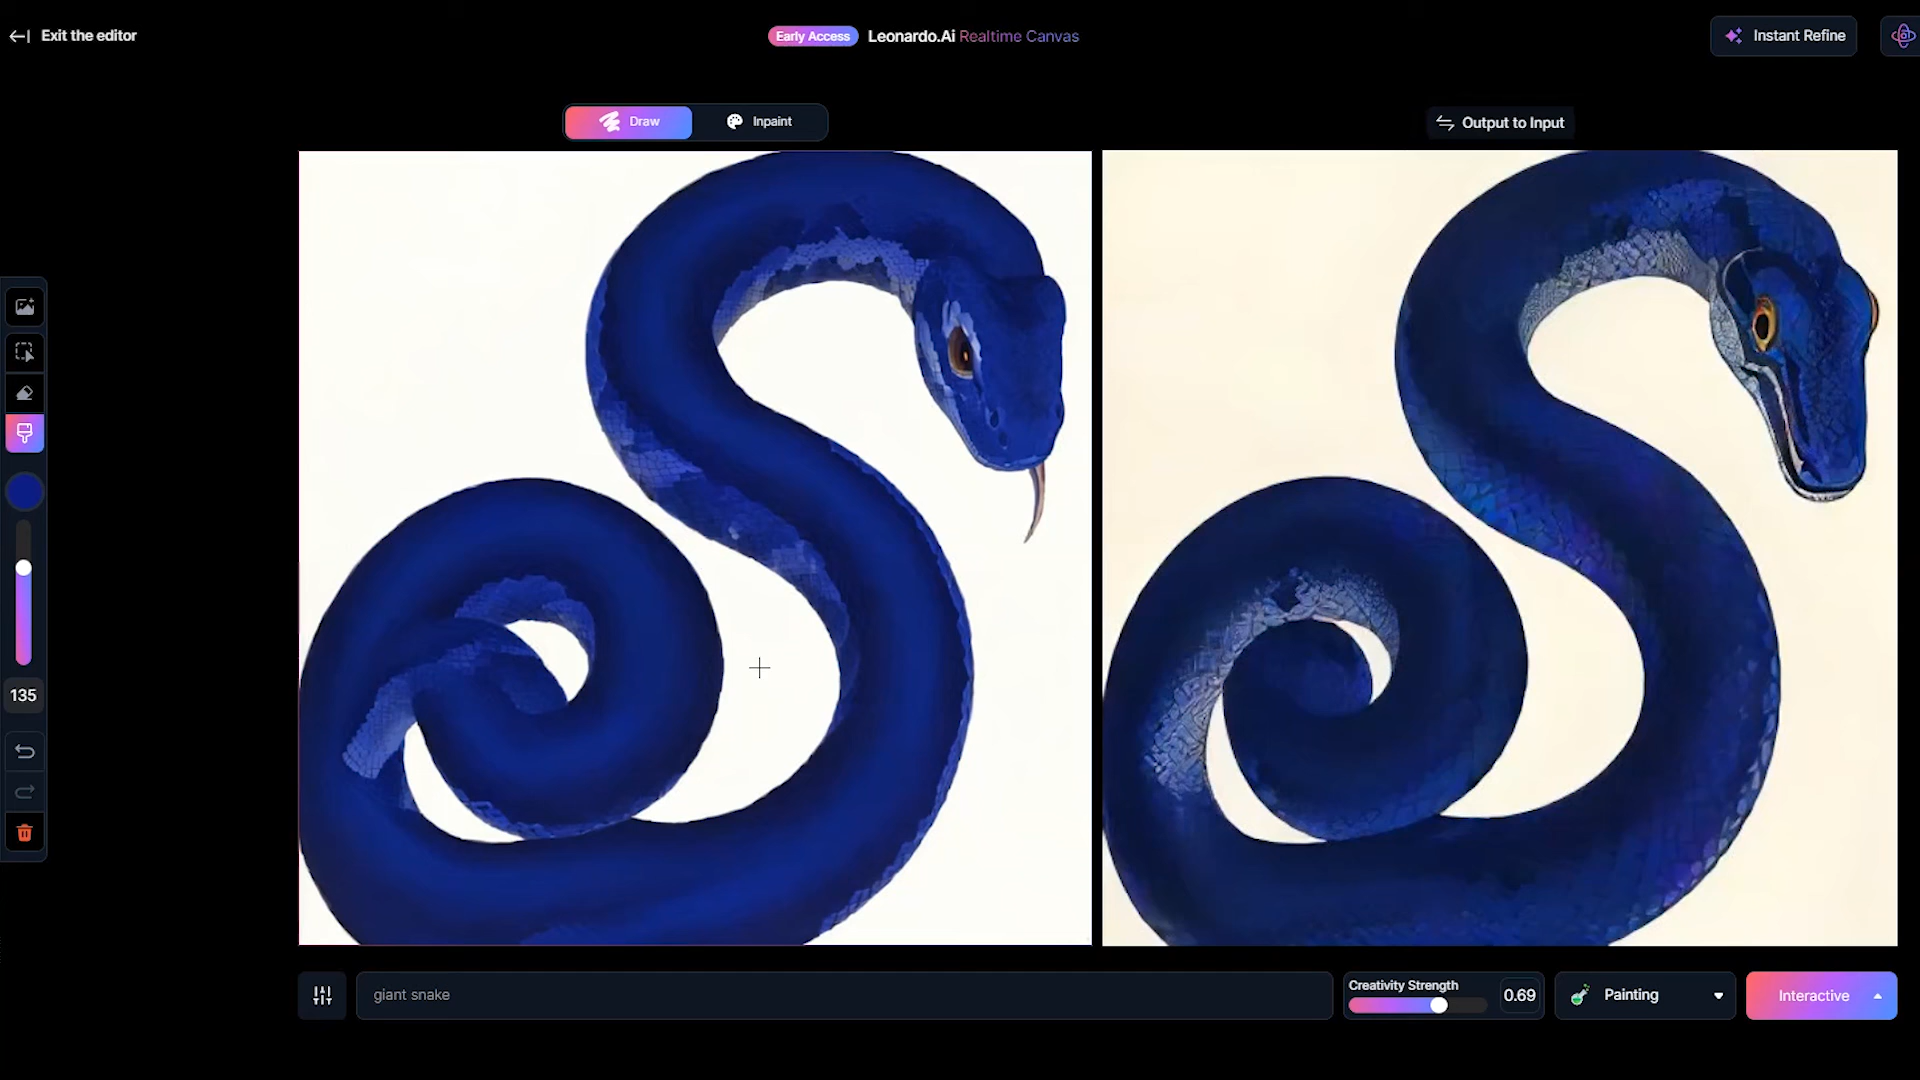 Exit the editor
Early Access Leonardo.Ai Realtime Canvas
Instant Refine
Draw
Inpaint
Output to Input
135
giant snake
Creativity Strength
0.69
Painting
Interactive